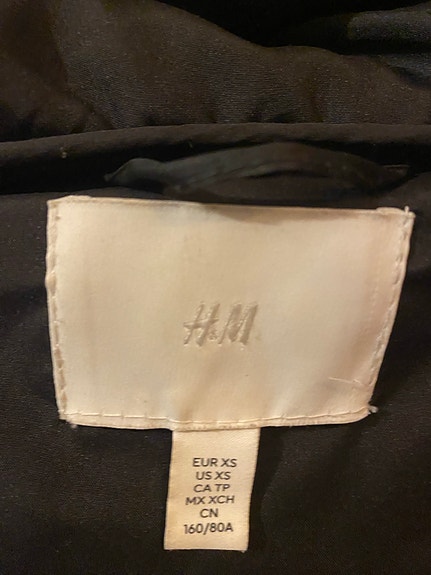 H&M
EUR XS
US XS
CA TP
MX XCH
CN
160/80A